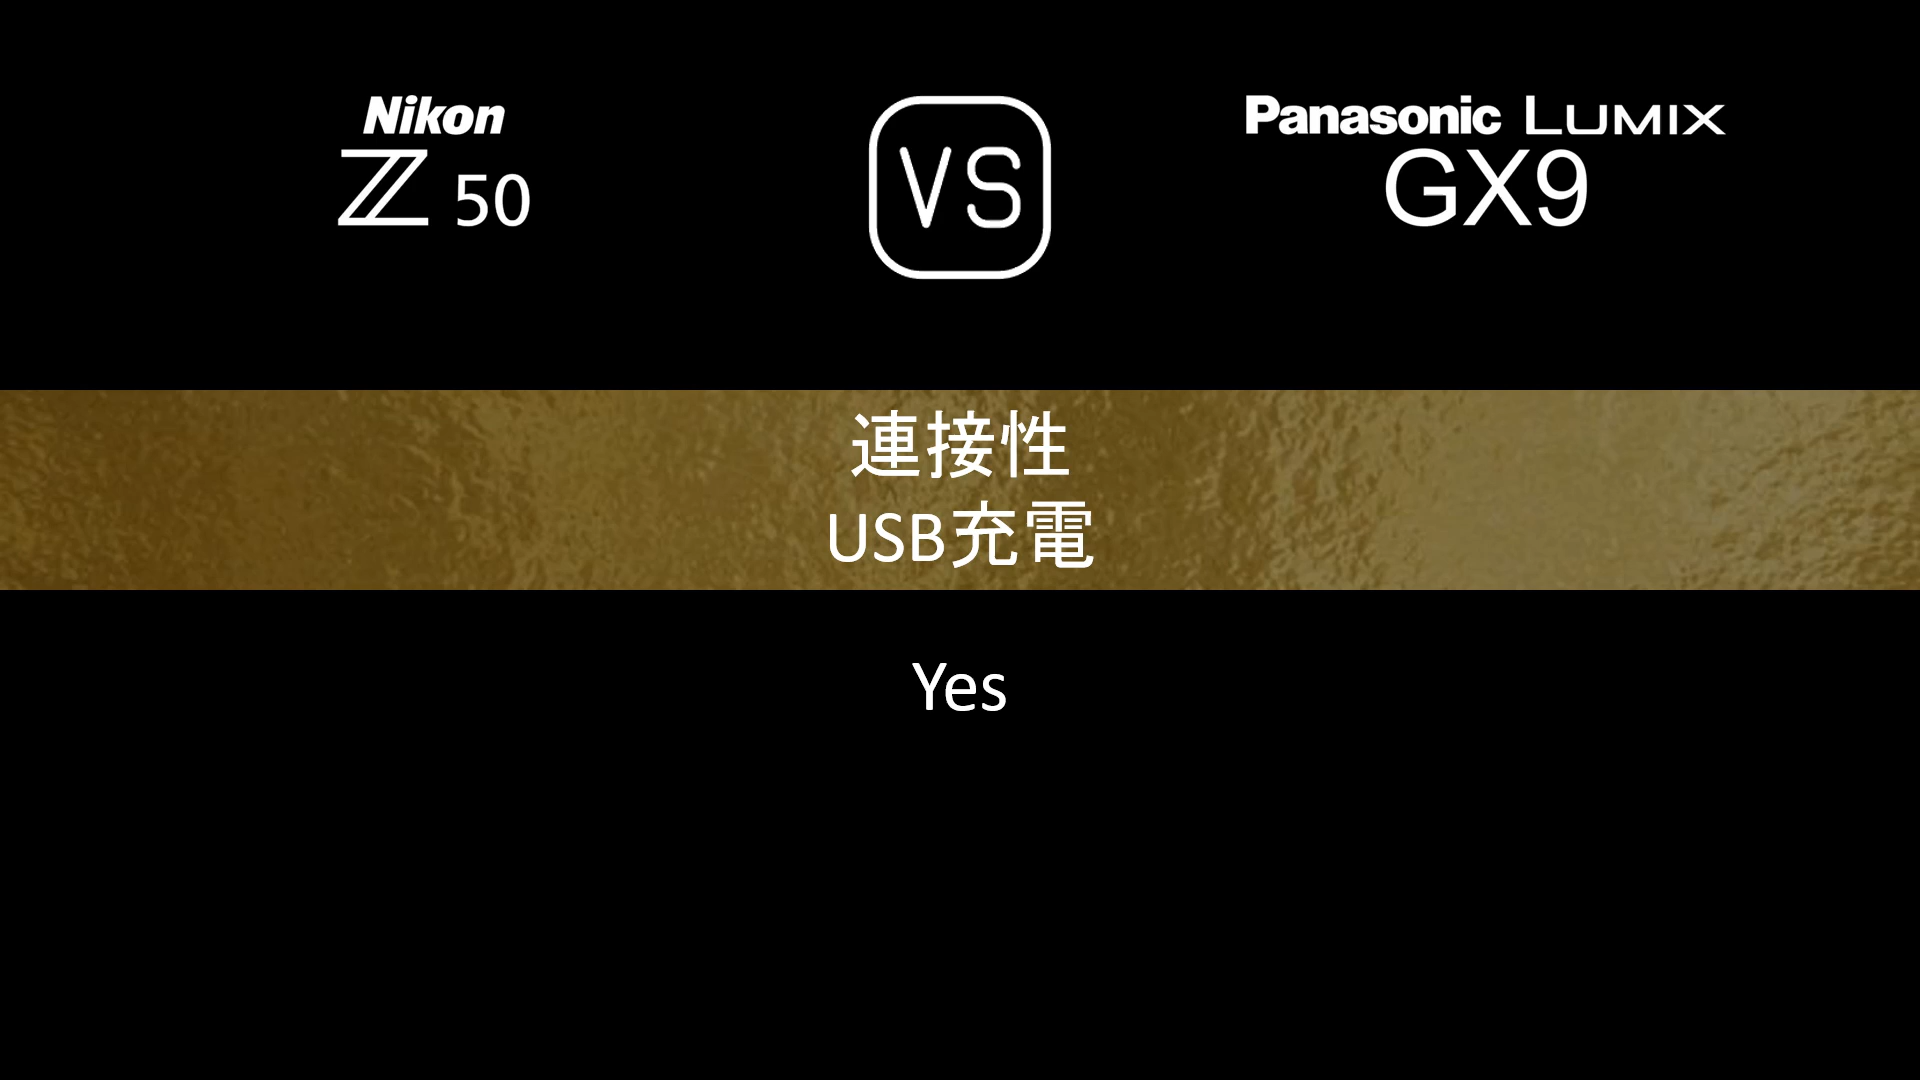 Nikon
Z 50
VS
Panasonic LUMIX
GX9
連接性
USB充電
Yes